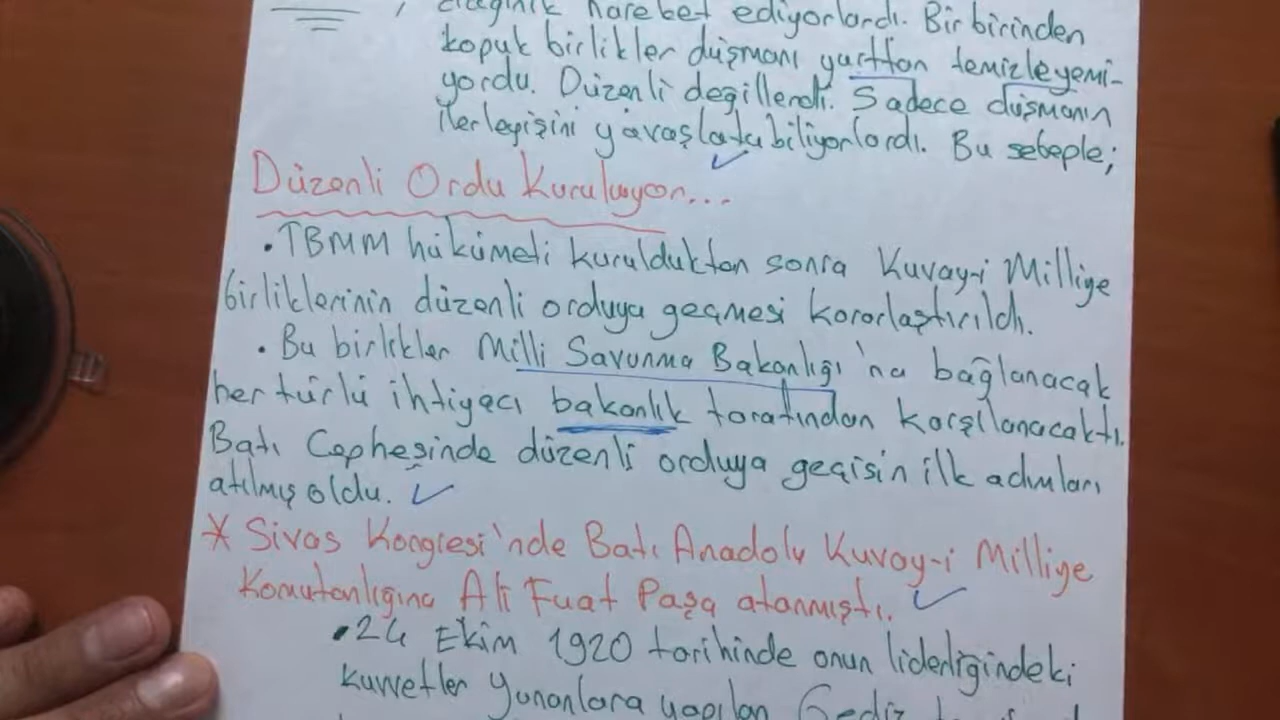 harebet ediyorlardı. Bir birinden
kopuk birlikler düşmanı yurttan temizleyemi-
yordu. Düzenli değillerdi. Sadece düşmanın
ilerleyişini yavaşlatabiliyorlardı. Bu sebeple;
Düzenli Ordu Kuruluyor...
• TBMM hükümeti kurulduktan sonra Kuvay-i Milliye
birliklerinin düzenli orduya geçmesi kararlaştırıldı.
• Bu birlikler Milli Savunma Bakanlığı'na bağlanacak
her türlü ihtiyacı bakanlık tarafından karşılanacaktı.
Batı Cephesinde düzenli orduya geçişin ilk adımları
atılmış oldu.
* Sivas Kongresi'nde Batı Anadolu Kuvay-i Milliye
Komutanlığına Ali Fuat Paşa atanmıştı.
• 24 Ekim 1920 tarihinde onun liderliğindeki
kuvvetler Yunanlara yapılan Gediz